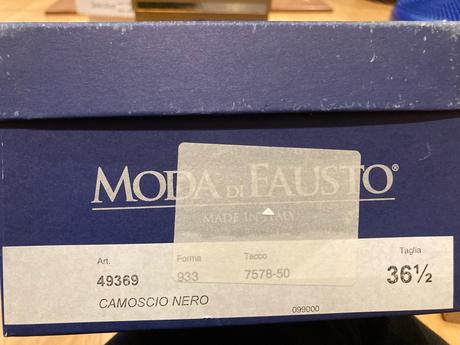 MODA DI FAUSTO®
MADE IN ITALY
Art. Forma Tacco Taglia
49369 933 7578-50 36½
CAMOSCIO NERO
099000